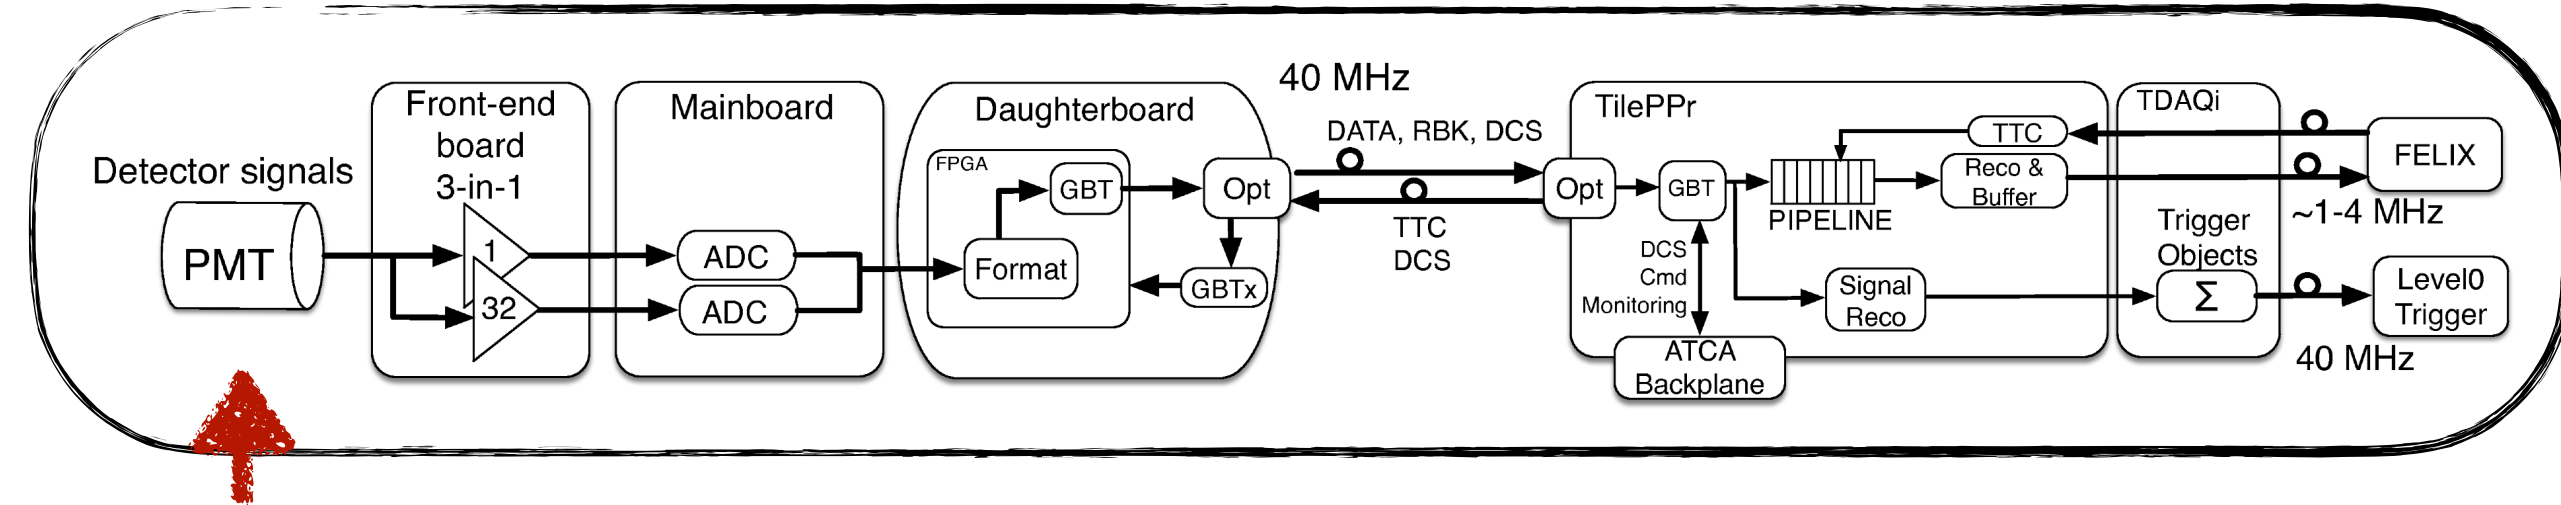 Detector signals
PMT
Front-end
board
3-in-1
1
32
Mainboard
ADC
ADC
Daughterboard
FPGA
GBT
Format
Opt
GBTx
40 MHz
DATA, RBK, DCS
TTC
DCS
TilePPr
Opt
GBT
PIPELINE
TTC
Reco &
Buffer
DCS
Cmd
Monitoring
Signal
Reco
ATCA
Backplane
TDAQi
Trigger
Objects
Σ
FELIX
~1-4 MHz
Level0
Trigger
40 MHz